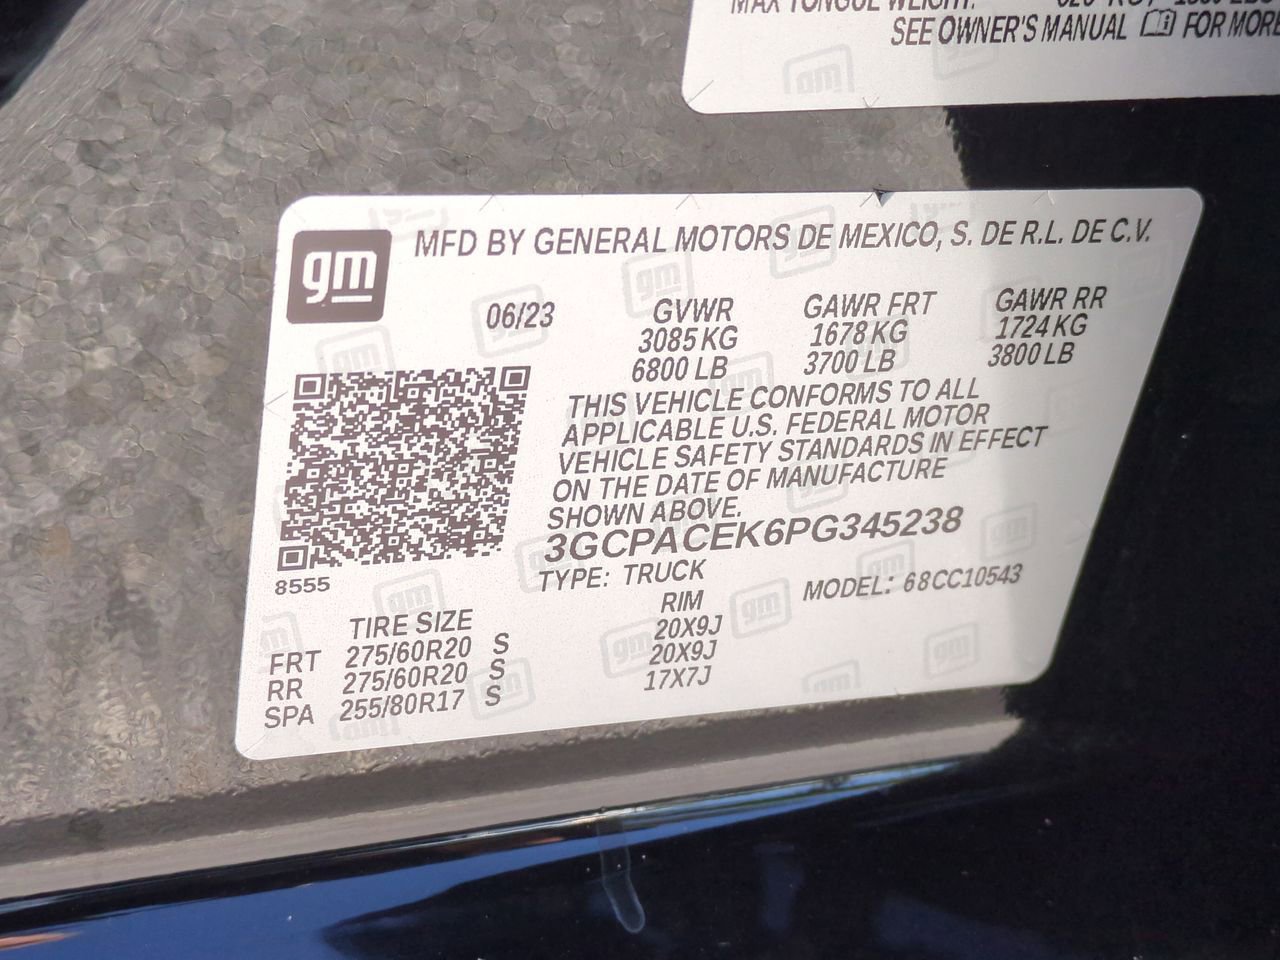 SEE OWNER'S MANUAL FOR MORE
gm
MFD BY GENERAL MOTORS DE MEXICO, S. DE R.L. DE C.V.
06/23 GVWR GAWR FRT GAWR RR
3085 KG 1678 KG 1724 KG
6800 LB 3700 LB 3800 LB
THIS VEHICLE CONFORMS TO ALL
APPLICABLE U.S. FEDERAL MOTOR
VEHICLE SAFETY STANDARDS IN EFFECT
ON THE DATE OF MANUFACTURE
SHOWN ABOVE.
3GCPACEK6PG345238
8555
TYPE: TRUCK MODEL: 68CC10543
TIRE SIZE RIM
FRT 275/60R20 S 20X9J
RR 275/60R20 S 20X9J
SPA 255/80R17 S 17X7J